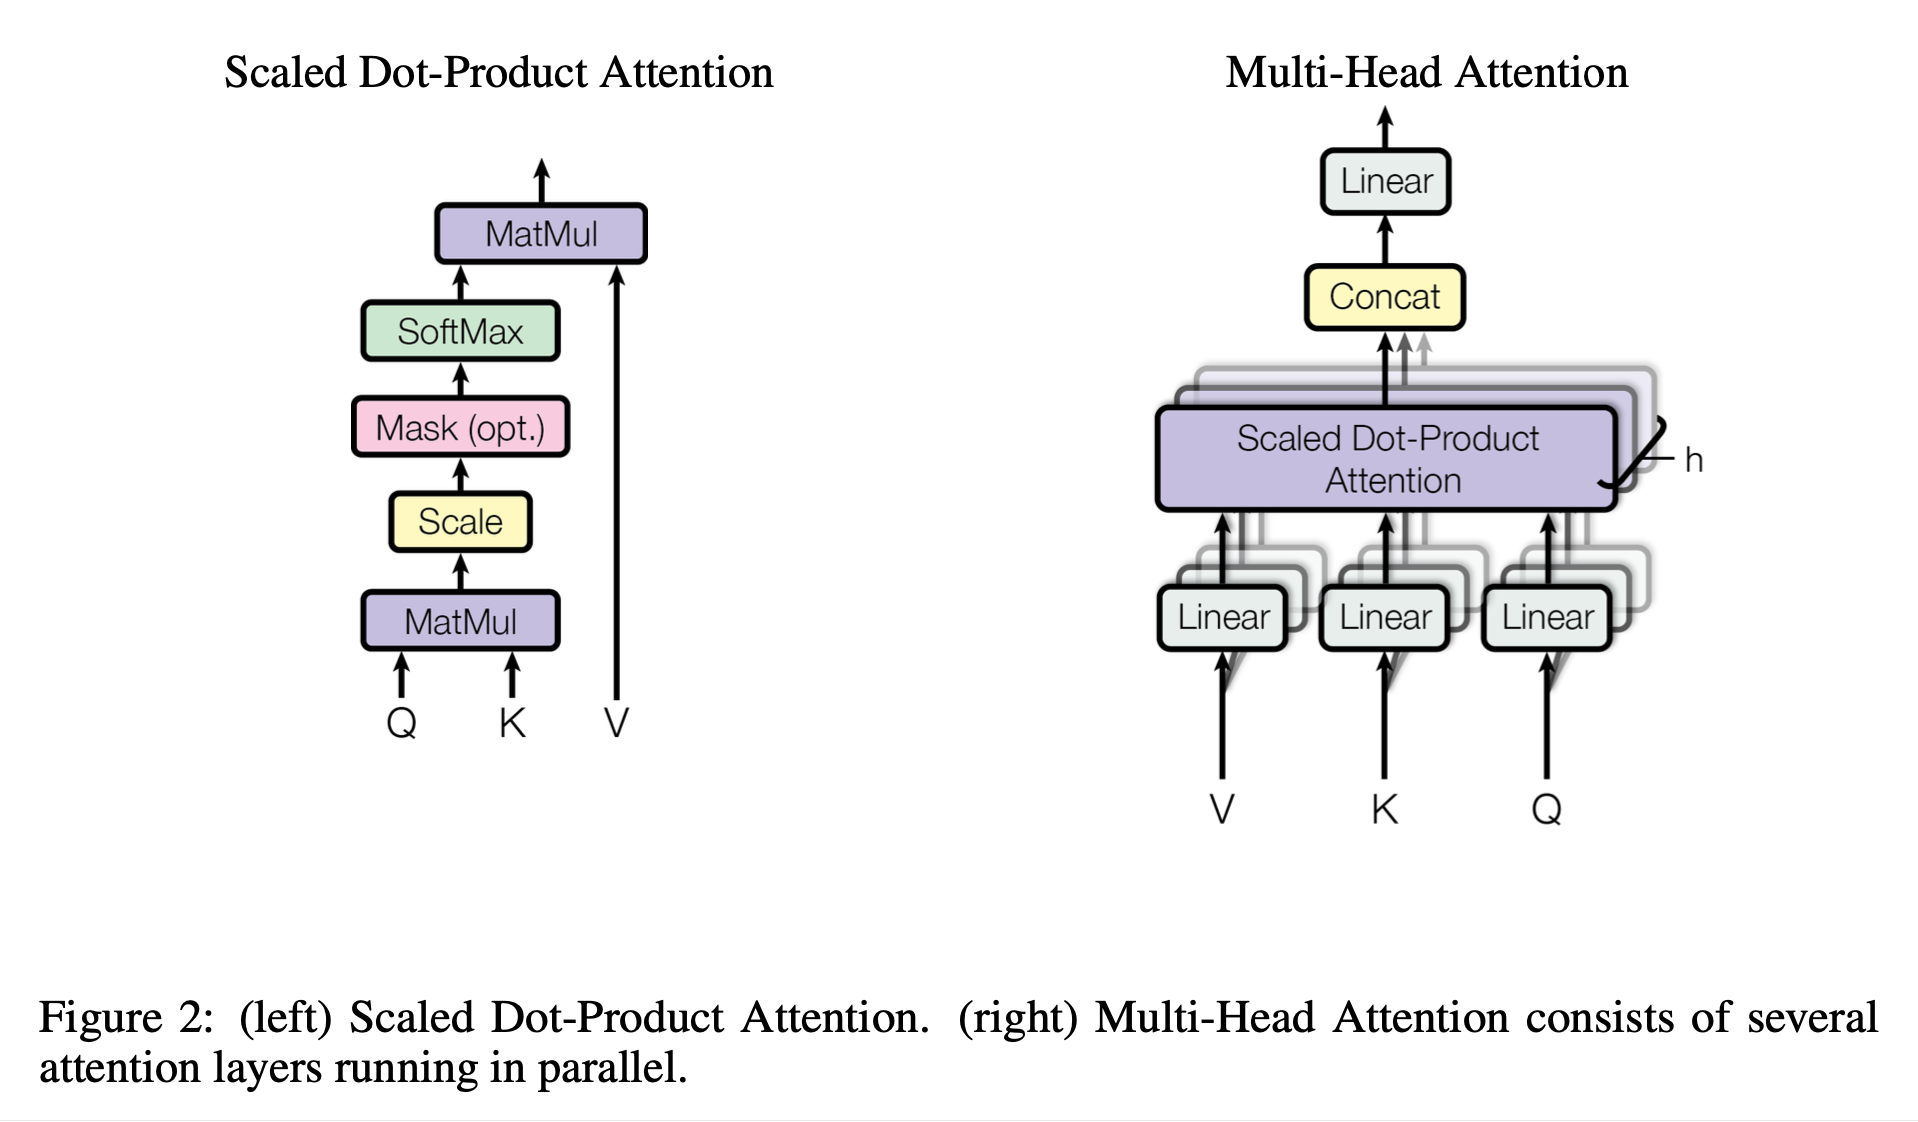 Scaled Dot-Product Attention
MatMul
SoftMax
Mask (opt.)
Scale
MatMul
Q K V
Multi-Head Attention
Linear
Concat
Scaled Dot-Product
Attention
h
Linear Linear Linear
V K Q
Figure 2: (left) Scaled Dot-Product Attention. (right) Multi-Head Attention consists of several
attention layers running in parallel.